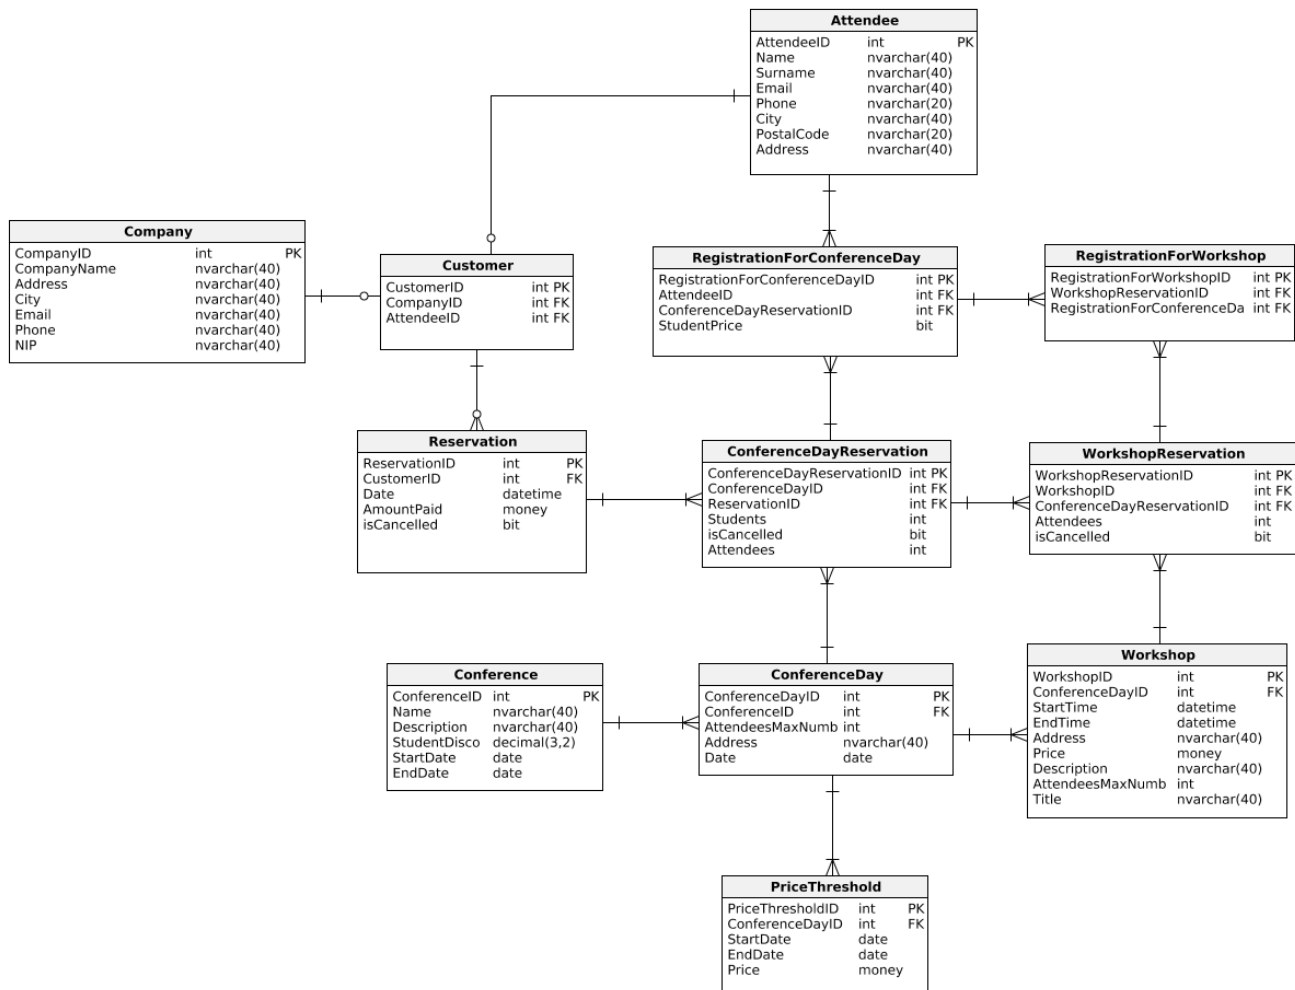 Attendee
AttendeeID int PK
Name nvarchar(40)
Surname nvarchar(40)
Email nvarchar(40)
Phone nvarchar(20)
City nvarchar(40)
PostalCode nvarchar(20)
Address nvarchar(40)
Company
CompanyID int PK
CompanyName nvarchar(40)
Address nvarchar(40)
City nvarchar(40)
Email nvarchar(40)
Phone nvarchar(40)
NIP nvarchar(40)
Customer
CustomerID int PK
CompanyID int FK
AttendeeID int FK
RegistrationForConferenceDay
RegistrationForConferenceDayID int PK
AttendeeID int FK
ConferenceDayReservationID int FK
StudentPrice bit
RegistrationForWorkshop
RegistrationForWorkshopID int PK
WorkshopReservationID int FK
RegistrationForConferenceDa int FK
Reservation
ReservationID int PK
CustomerID int FK
Date datetime
AmountPaid money
isCancelled bit
ConferenceDayReservation
ConferenceDayReservationID int PK
ConferenceDayID int FK
ReservationID int FK
Students int
isCancelled bit
Attendees int
WorkshopReservation
WorkshopReservationID int PK
WorkshopID int FK
ConferenceDayReservationID int FK
Attendees int
isCancelled bit
Conference
ConferenceID int PK
Name nvarchar(40)
Description nvarchar(40)
StudentDisco decimal(3,2)
StartDate date
EndDate date
ConferenceDay
ConferenceDayID int PK
ConferenceID int FK
AttendeesMaxNumb int
Address nvarchar(40)
Date date
Workshop
WorkshopID int PK
ConferenceDayID int FK
StartTime datetime
EndTime datetime
Address nvarchar(40)
Price money
Description nvarchar(40)
AttendeesMaxNumb int
Title nvarchar(40)
PriceThreshold
PriceThresholdID int PK
ConferenceDayID int FK
StartDate date
EndDate date
Price money